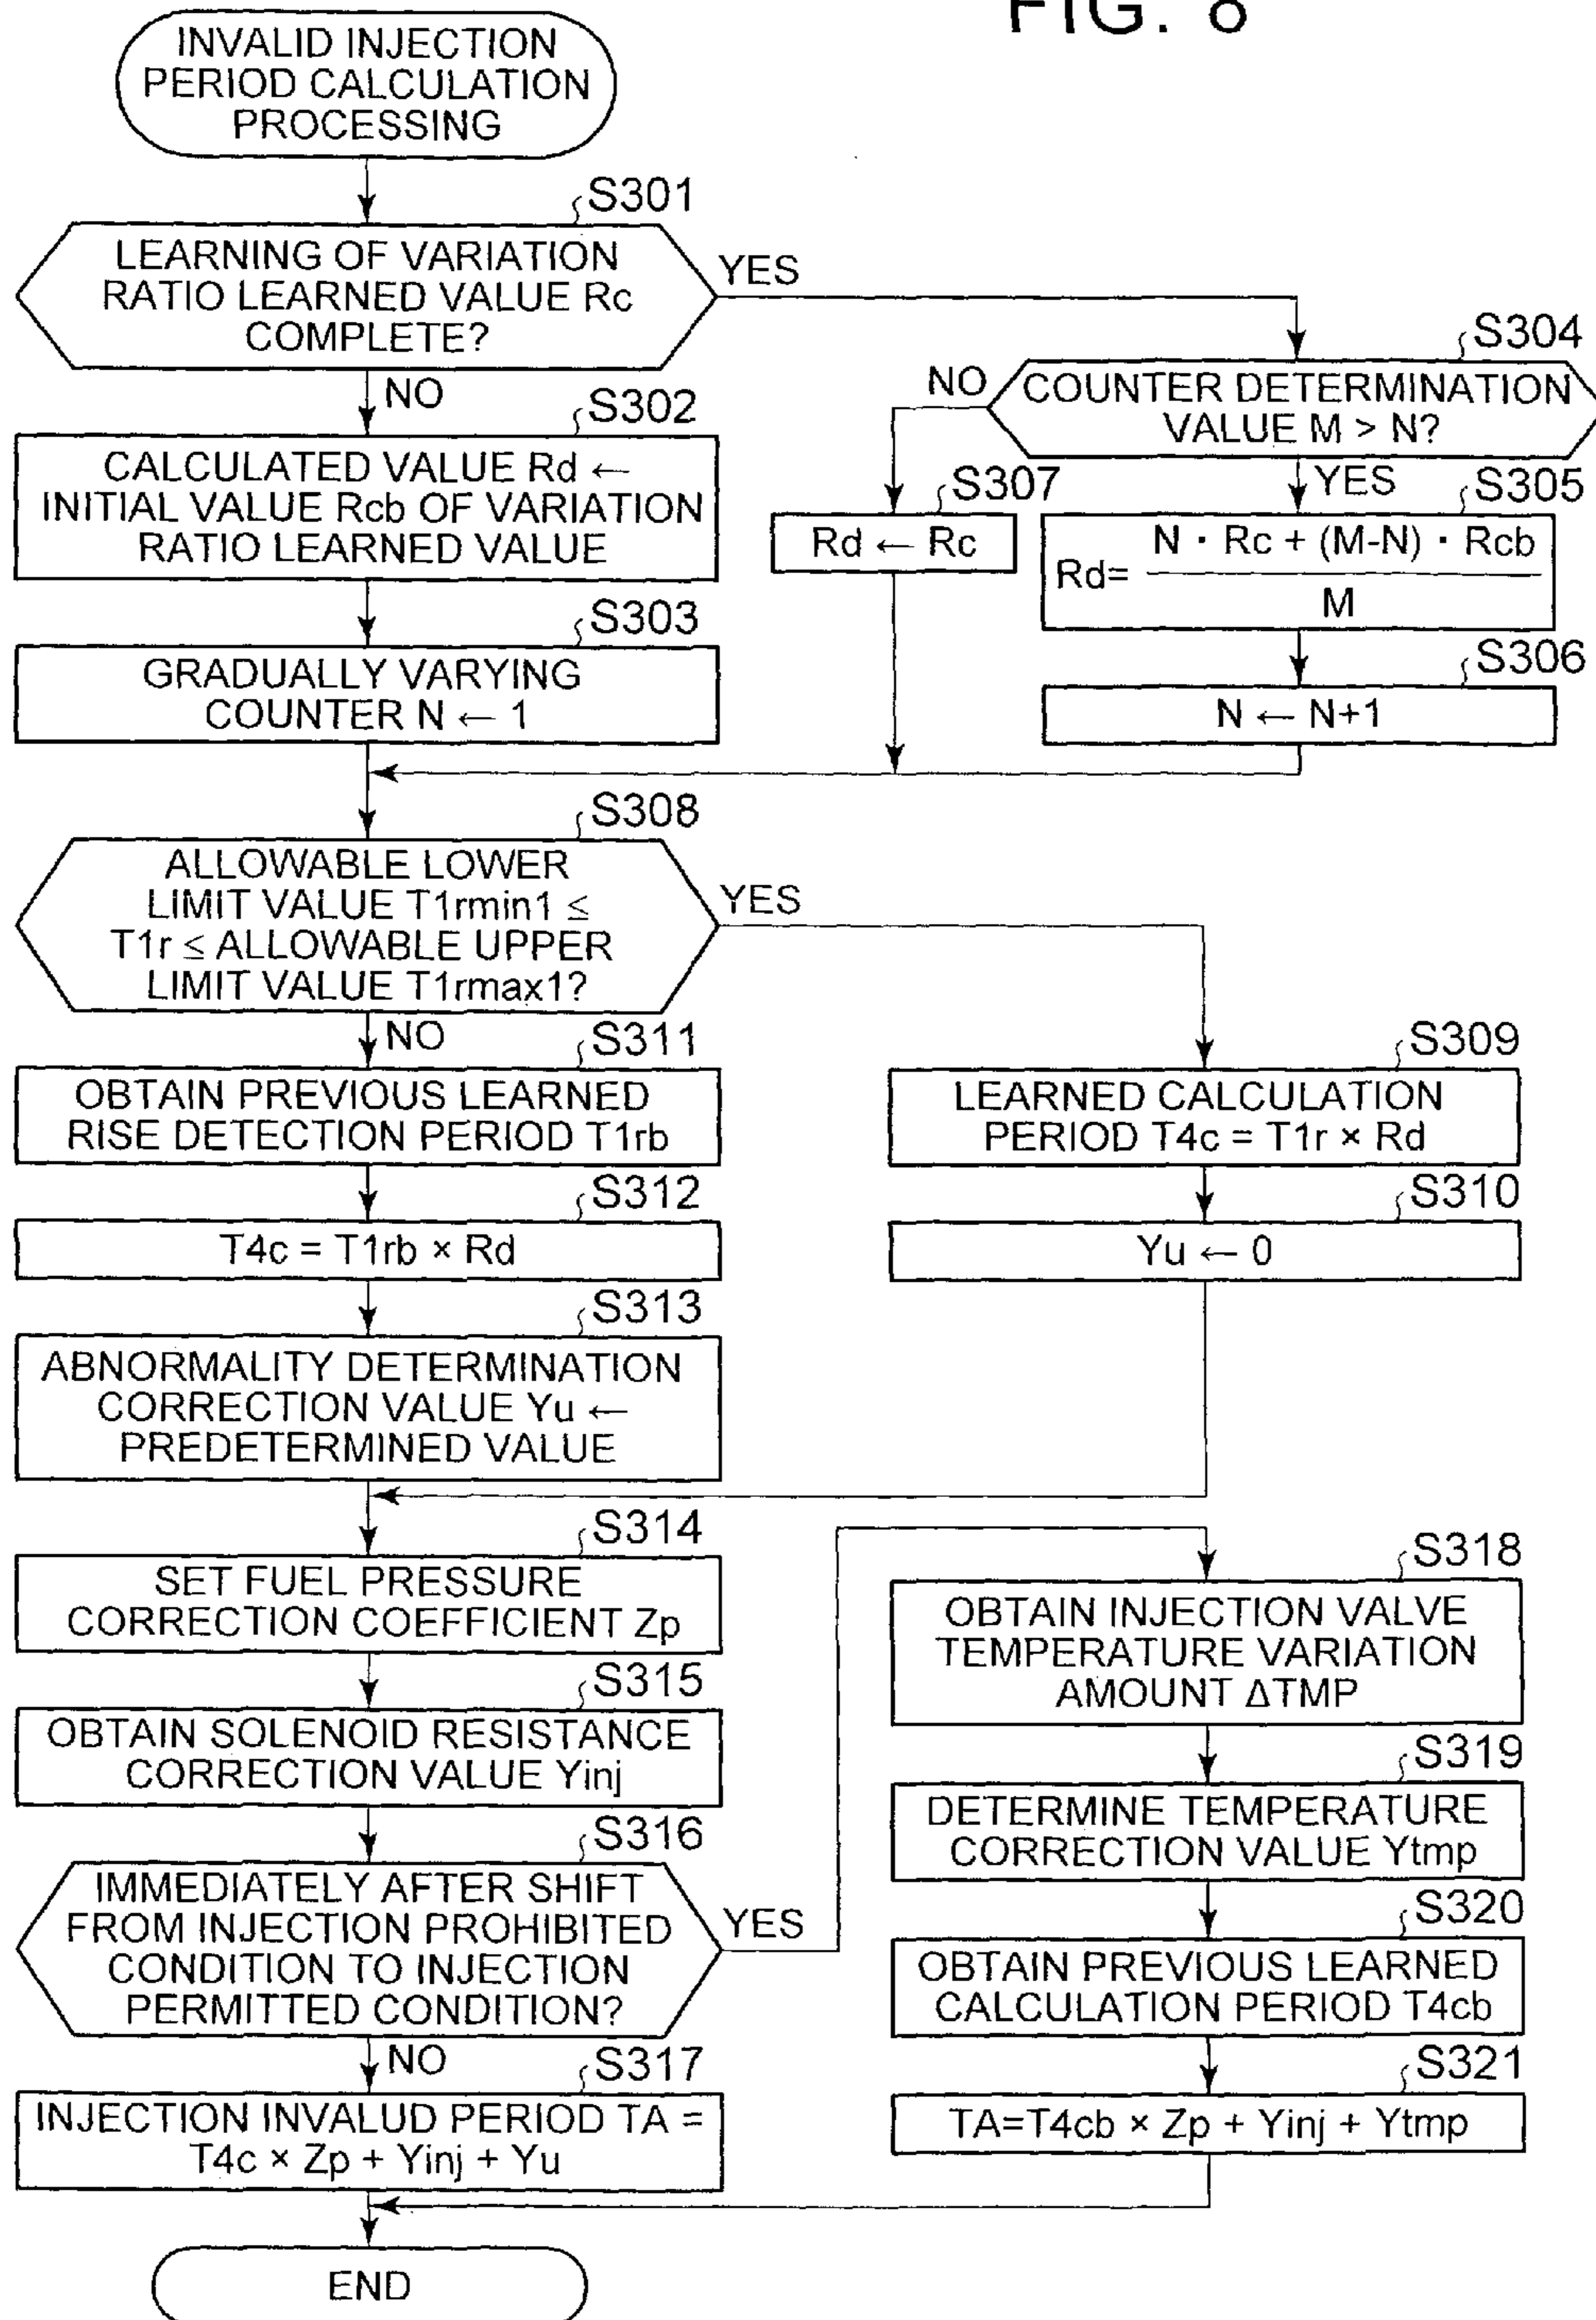 FIG. 8
INVALID INJECTION
PERIOD CALCULATION
PROCESSING
S301
LEARNING OF VARIATION
RATIO LEARNED VALUE Rc
COMPLETE?
YES
NO
S304
COUNTER DETERMINATION
VALUE M > N?
NO
YES
S302
CALCULATED VALUE Rd ←
INITIAL VALUE Rcb OF VARIATION
RATIO LEARNED VALUE
S307
Rd ← Rc
S305
Rd= N · Rc + (M-N) · Rcb
M
S303
GRADUALLY VARYING
COUNTER N ← 1
S306
N ← N+1
S308
ALLOWABLE LOWER
LIMIT VALUE T1rmin1 ≤
T1r ≤ ALLOWABLE UPPER
LIMIT VALUE T1rmax1?
YES
NO
S311
OBTAIN PREVIOUS LEARNED
RISE DETECTION PERIOD T1rb
S309
LEARNED CALCULATION
PERIOD T4c = T1r × Rd
S312
T4c = T1rb × Rd
S310
Yu ← 0
S313
ABNORMALITY DETERMINATION
CORRECTION VALUE Yu ←
PREDETERMINED VALUE
S314
SET FUEL PRESSURE
CORRECTION COEFFICIENT Zp
S315
OBTAIN SOLENOID RESISTANCE
CORRECTION VALUE Yinj
S316
IMMEDIATELY AFTER SHIFT
FROM INJECTION PROHIBITED
CONDITION TO INJECTION
PERMITTED CONDITION?
YES
NO
S317
INJECTION INVALUD PERIOD TA =
T4c × Zp + Yinj + Yu
S318
OBTAIN INJECTION VALVE
TEMPERATURE VARIATION
AMOUNT ΔTMP
S319
DETERMINE TEMPERATURE
CORRECTION VALUE Ytmp
S320
OBTAIN PREVIOUS LEARNED
CALCULATION PERIOD T4cb
S321
TA=T4cb × Zp + Yinj + Ytmp
END